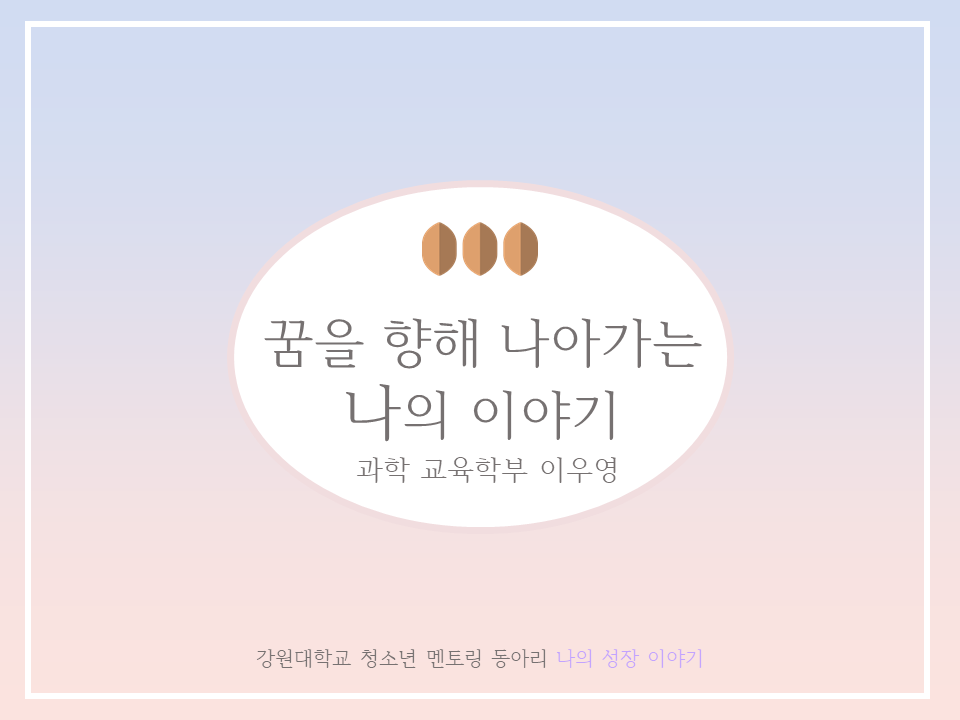 꿈을 향해 나아가는
나의 이야기
과학 교육학부 이우영
강원대학교 청소년 멘토링 동아리 나의 성장 이야기